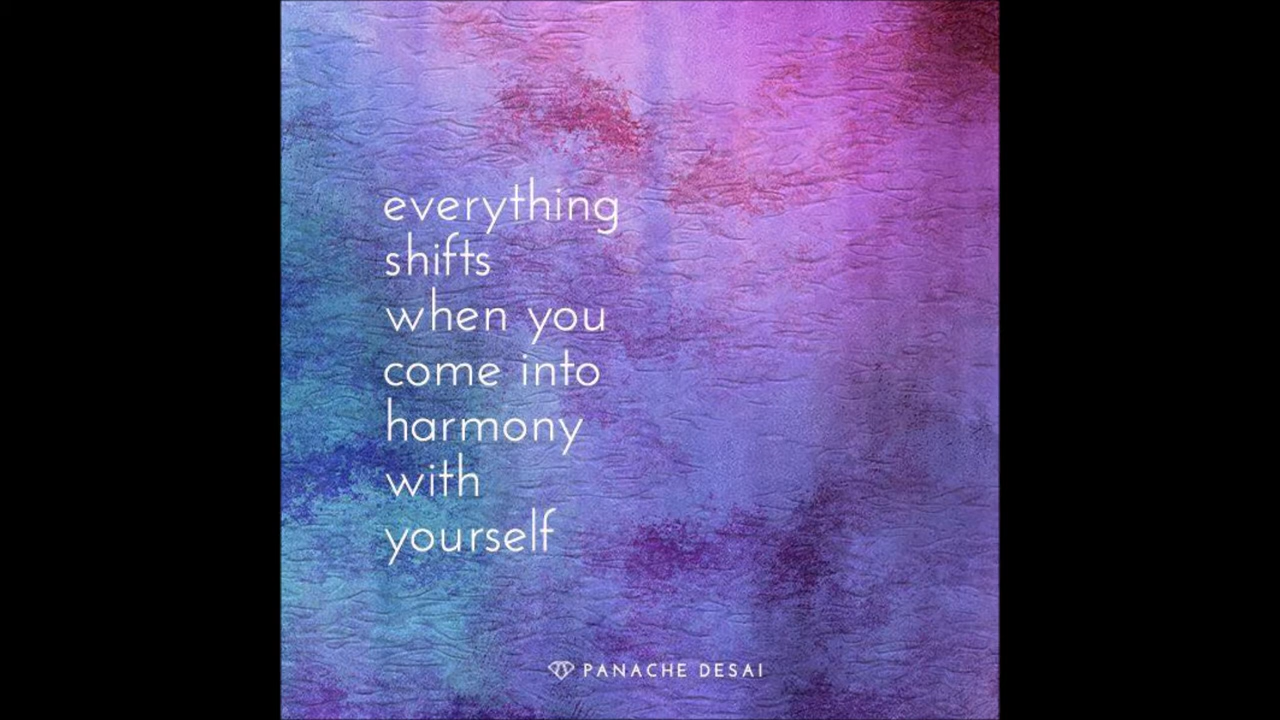 everything
shifts
when you
come into
harmony
with
yourself
PANACHE DESAI